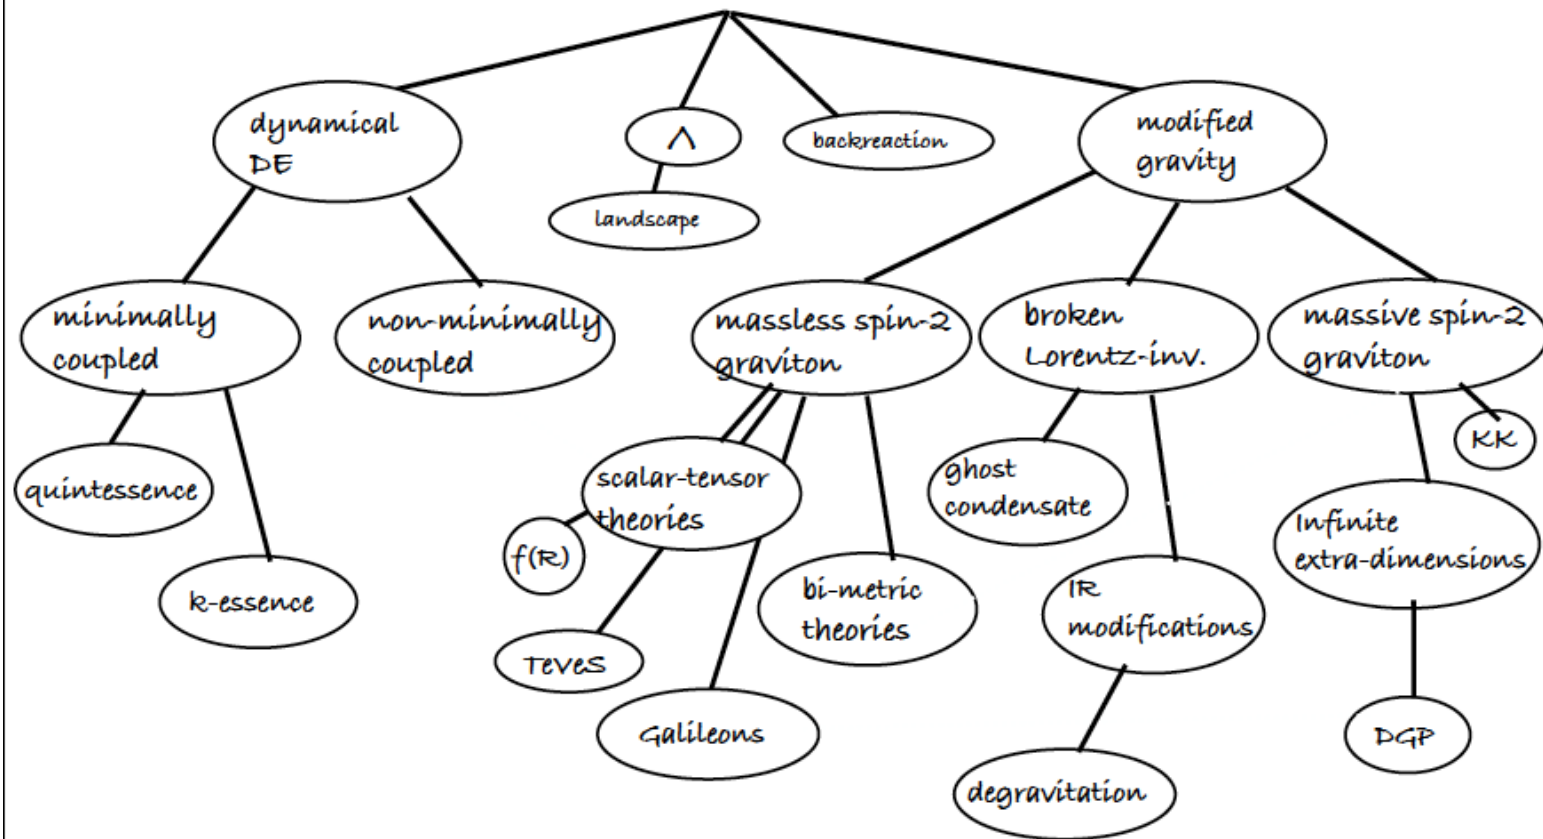 dynamical
DE
Λ
backreaction
modified
gravity
landscape
minimally
coupled
non-minimally
coupled
massless spin-2
graviton
broken
Lorentz-inv.
massive spin-2
graviton
KK
quintessence
scalar-tensor
theories
ghost
condensate
Infinite
extra-dimensions
f(R)
k-essence
bi-metric
theories
IR
modifications
TeVeS
Galileons
DGP
degravitation